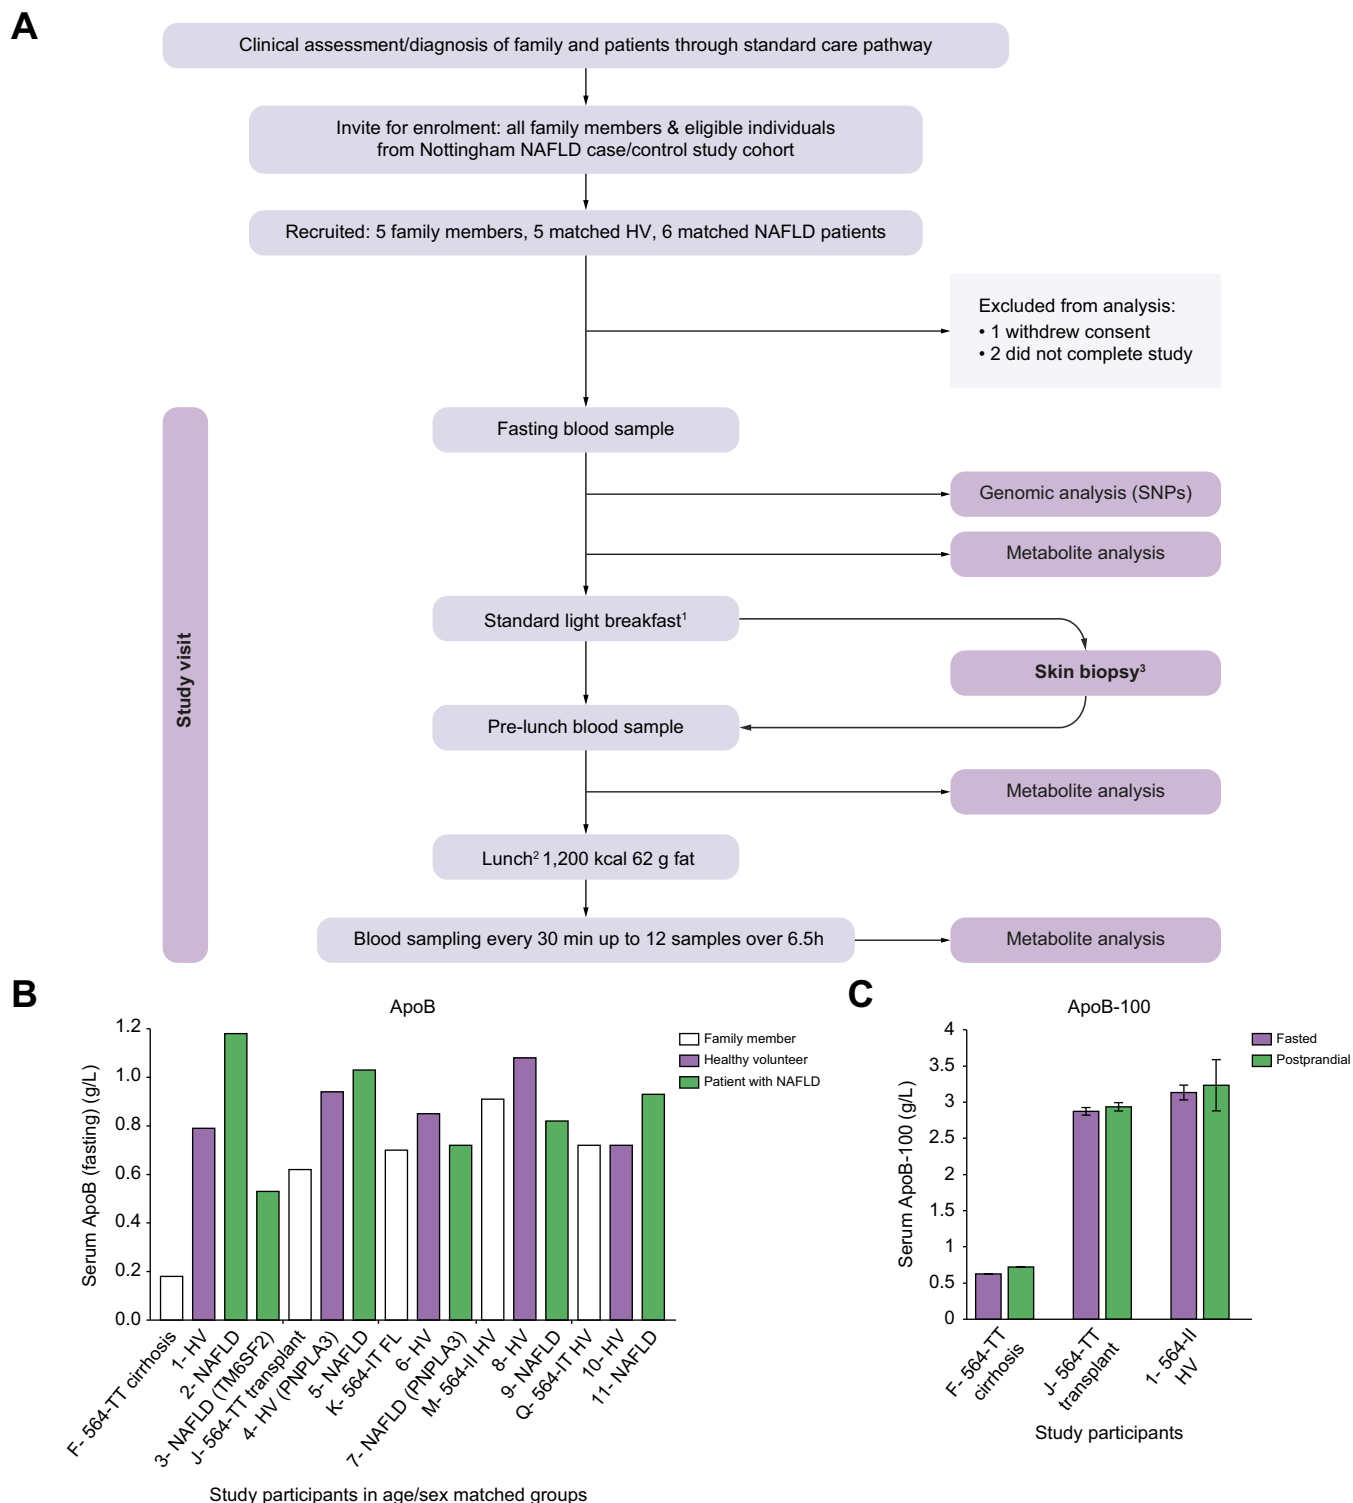 A
Clinical assessment/diagnosis of family and patients through standard care pathway
Invite for enrolment: all family members & eligible individuals
from Nottingham NAFLD case/control study cohort
Recruited: 5 family members, 5 matched HV, 6 matched NAFLD patients
Excluded from analysis:
• 1 withdrew consent
• 2 did not complete study
Study visit
Fasting blood sample
Genomic analysis (SNPs)
Metabolite analysis
Standard light breakfast¹
Skin biopsy³
Pre-lunch blood sample
Metabolite analysis
Lunch² 1,200 kcal 62 g fat
Blood sampling every 30 min up to 12 samples over 6.5h
Metabolite analysis
B
ApoB
Serum ApoB (fasting) (g/L)
1.2
1.0
0.8
0.6
0.4
0.2
0.0
Family member
Healthy volunteer
Patient with NAFLD
F- 564-TT cirrhosis
1- HV
2- NAFLD
3- NAFLD (TM6SF2)
J- 564-TT transplant
4- HV (PNPLA3)
5- NAFLD
K- 564-IT FL
6- HV
7- NAFLD (PNPLA3)
M- 564-II HV
8- HV
9- NAFLD
Q- 564-IT HV
10- HV
11- NAFLD
Study participants in age/sex matched groups
C
ApoB-100
Serum ApoB-100 (g/L)
4
3.5
3
2.5
2
1.5
1
0.5
0
Fasted
Postprandial
F- 564-TT
cirrhosis
J- 564-TT
transplant
1- 564-II
HV
Study participants